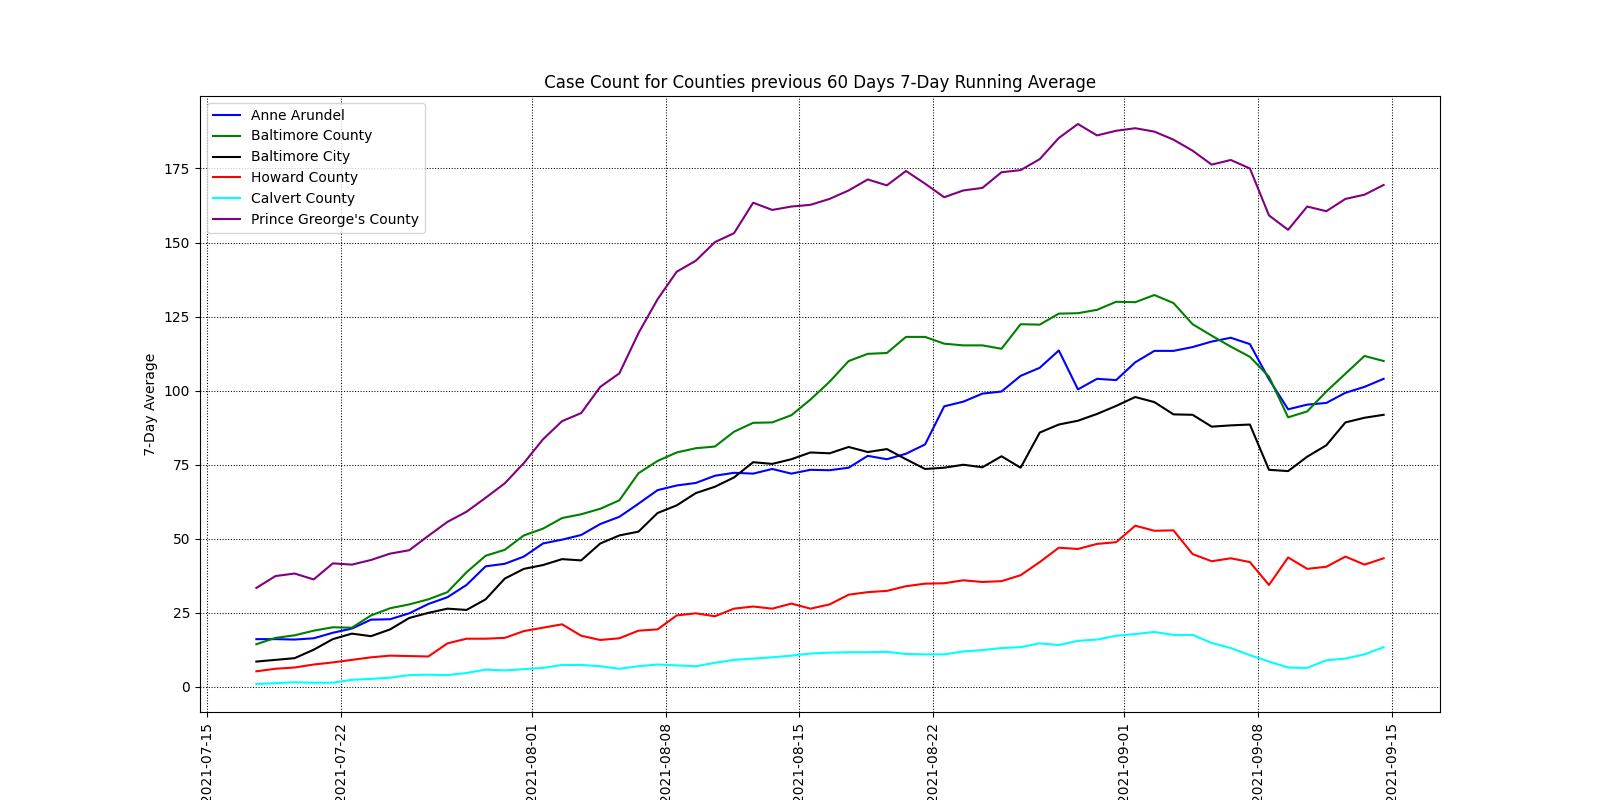 Case Count for Counties previous 60 Days 7-Day Running Average
Anne Arundel
Baltimore County
Baltimore City
Howard County
Calvert County
Prince Greorge's County
7-Day Average
175
150
125
100
75
50
25
0
2021-07-15
2021-07-22
2021-08-01
2021-08-08
2021-08-15
2021-08-22
2021-09-01
2021-09-08
2021-09-15